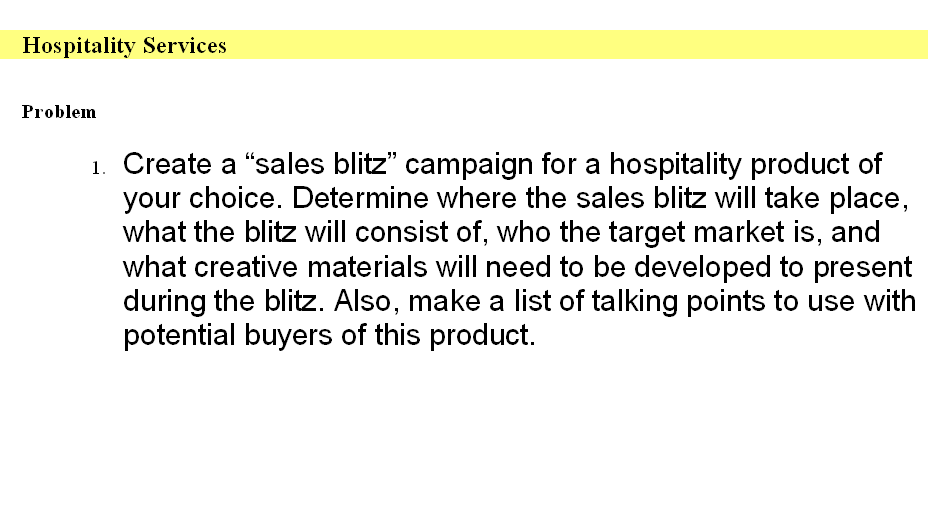 Hospitality Services
Problem
1. Create a “sales blitz” campaign for a hospitality product of
your choice. Determine where the sales blitz will take place,
what the blitz will consist of, who the target market is, and
what creative materials will need to be developed to present
during the blitz. Also, make a list of talking points to use with
potential buyers of this product.